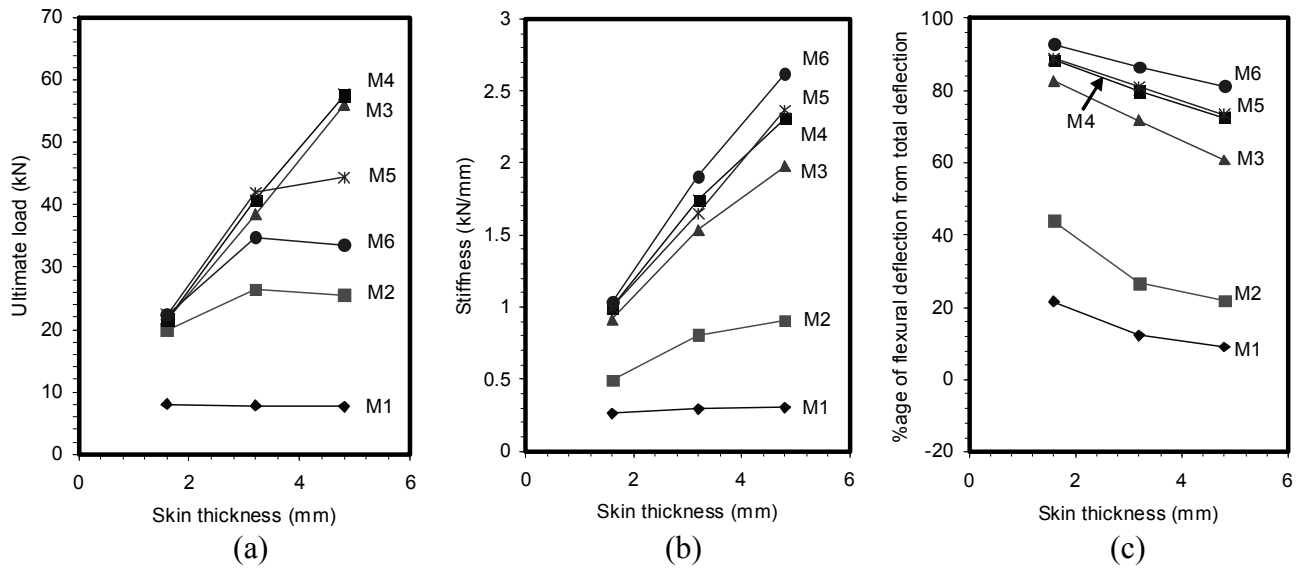 Ultimate load (kN)
70
60
50
40
30
20
10
0
0 2 4 6
Skin thickness (mm)
M4
M3
M5
M6
M2
M1
(a)
Stiffness (kN/mm)
3
2.5
2
1.5
1
0.5
0
0 2 4 6
Skin thickness (mm)
M6
M5
M4
M3
M2
M1
(b)
%age of flexural deflection from total deflection
100
80
60
40
20
0
-20
0 2 4 6
Skin thickness (mm)
M6
M5
M4
M3
M2
M1
(c)